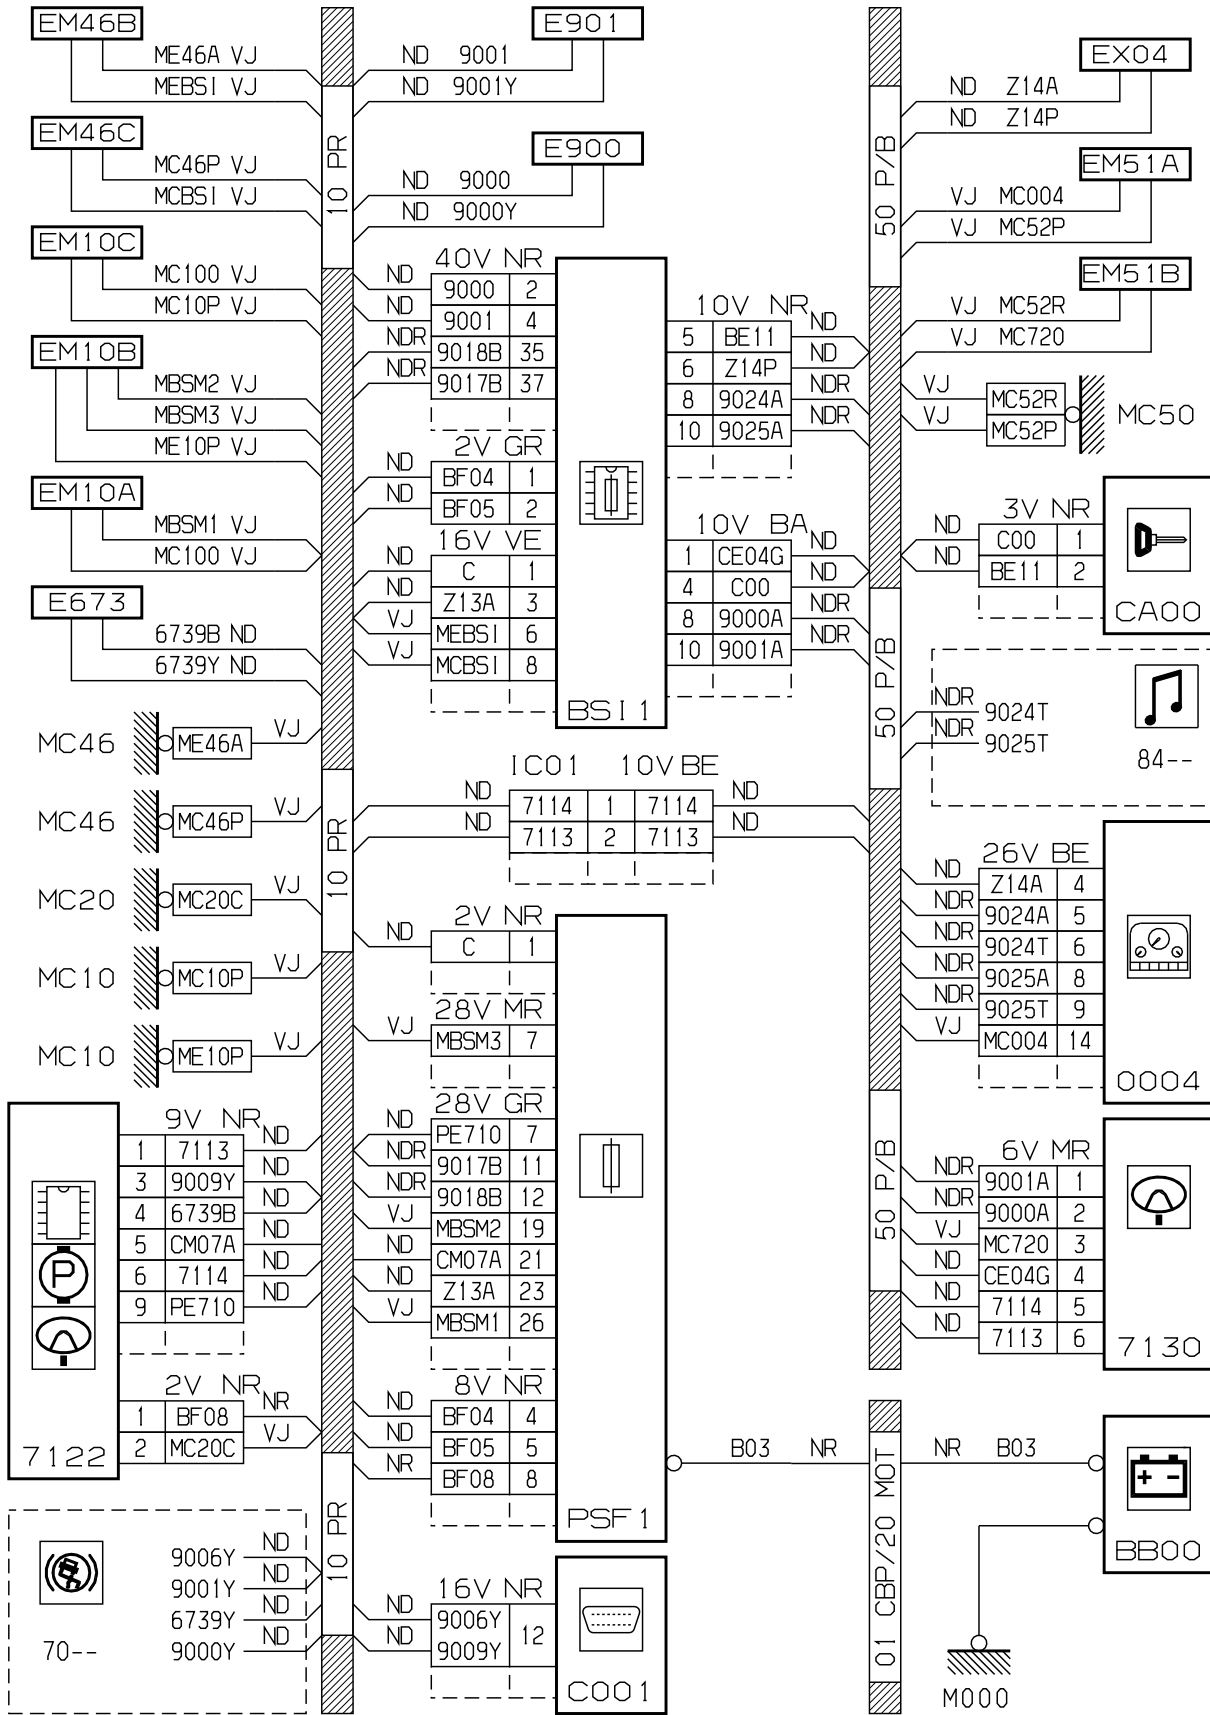 EM46B
ME46A VJ
MEBSI VJ
EM46C
MC46P VJ
MCBSI VJ
EM10C
MC100 VJ
MC10P VJ
EM10B
MBSM2 VJ
MBSM3 VJ
ME10P VJ
EM10A
MBSM1 VJ
MC100 VJ
E673
6739B ND
6739Y ND
MC46 ME46A VJ
MC46 MC46P VJ
MC20 MC20C VJ
MC10 MC10P VJ
MC10 ME10P VJ
9V NR
1 7113 ND
3 9009Y ND
4 6739B ND
5 CM07A ND
6 7114 ND
9 PE710 ND
P
2V NR
1 BF08 NR
2 MC20C VJ
7122
9006Y ND
9001Y ND
6739Y ND
9000Y ND
70--
10 PR
10 PR
10 PR
E901
ND 9001
ND 9001Y
E900
ND 9000
ND 9000Y
40V NR
ND 9000 2
ND 9001 4
NDR 9018B 35
NDR 9017B 37
2V GR
ND BF04 1
ND BF05 2
16V VE
ND C 1
ND Z13A 3
VJ MEBSI 6
VJ MCBSI 8
BSI1
10V NR
5 BE11 ND
6 Z14P ND
8 9024A NDR
10 9025A NDR
10V BA
1 CE04G ND
4 C00 ND
8 9000A NDR
10 9001A NDR
IC01 10V BE
ND 7114 1 7114 ND
ND 7113 2 7113 ND
2V NR
ND C 1
28V MR
VJ MBSM3 7
28V GR
ND PE710 7
NDR 9017B 11
NDR 9018B 12
VJ MBSM2 19
ND CM07A 21
ND Z13A 23
VJ MBSM1 26
8V NR
ND BF04 4
ND BF05 5
NR BF08 8
PSF1
B03 NR
16V NR
ND 9006Y 12
ND 9009Y
C001
50 P/B
50 P/B
50 P/B
01 CBP/20 MOT
EX04
ND Z14A
ND Z14P
EM51A
VJ MC004
VJ MC52P
EM51B
VJ MC52R
VJ MC720
VJ MC52R
VJ MC52P
MC50
3V NR
ND C00 1
ND BE11 2
CA00
NDR 9024T
NDR 9025T
84--
26V BE
ND Z14A 4
NDR 9024A 5
NDR 9024T 6
NDR 9025A 8
NDR 9025T 9
VJ MC004 14
0004
6V MR
NDR 9001A 1
NDR 9000A 2
VJ MC720 3
ND CE04G 4
ND 7114 5
ND 7113 6
7130
NR B03
+ -
BB00
M000